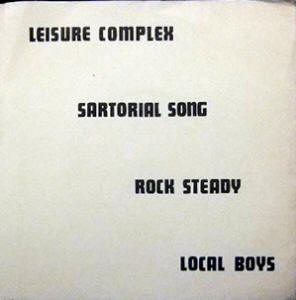 LEISURE COMPLEX
SARTORIAL SONG
ROCK STEADY
LOCAL BOYS